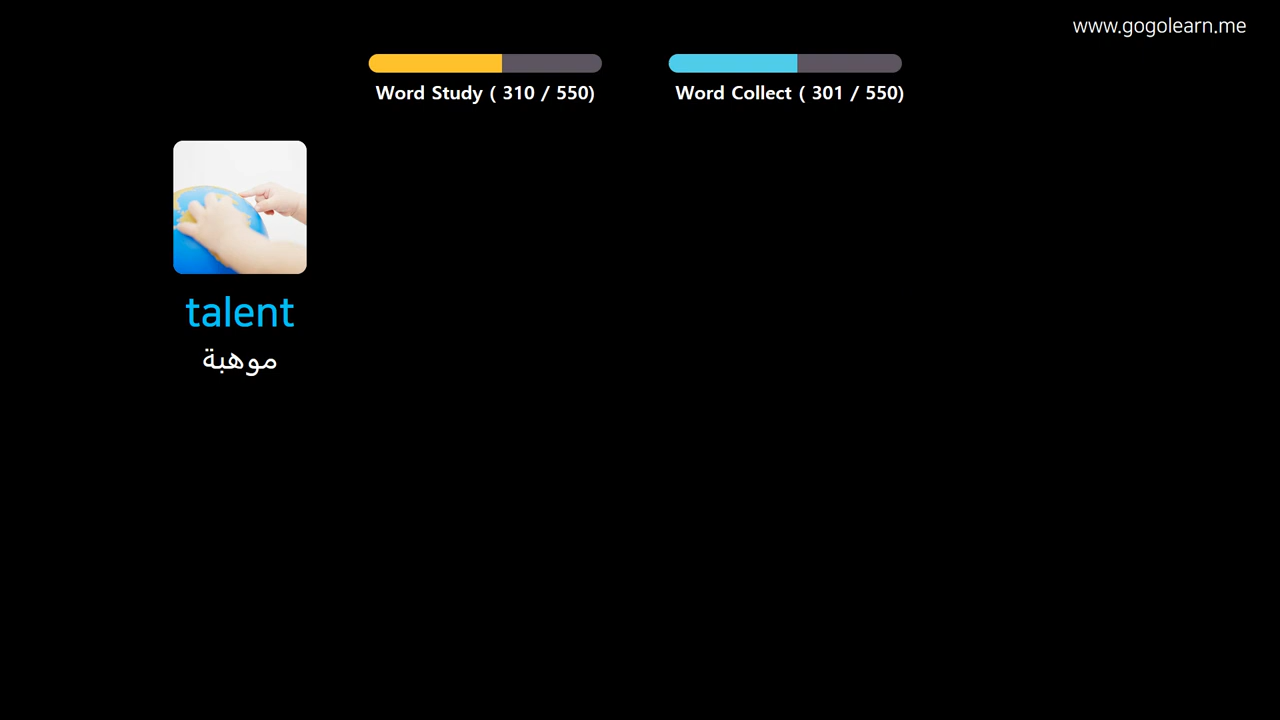 www.gogolearn.me
Word Study ( 310 / 550)
Word Collect ( 301 / 550)
talent
موهبة